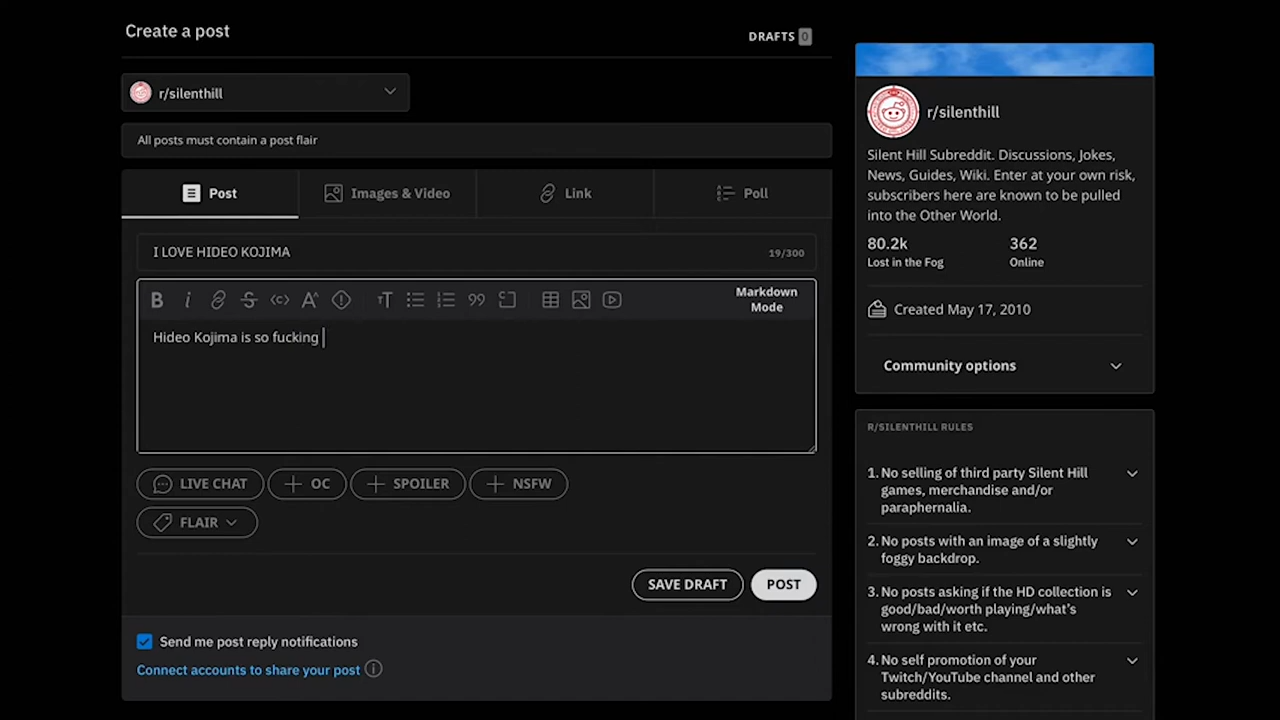 Create a post
DRAFTS 0
r/silenthill
All posts must contain a post flair
Post
Images & Video
Link
Poll
I LOVE HIDEO KOJIMA
19/300
Markdown
Mode
Hideo Kojima is so fucking
LIVE CHAT
OC
SPOILER
NSFW
FLAIR
SAVE DRAFT
POST
Send me post reply notifications
Connect accounts to share your post
r/silenthill
Silent Hill Subreddit. Discussions, Jokes,
News, Guides, Wiki. Enter at your own risk,
subscribers here are known to be pulled
into the Other World.
80.2k
362
Lost in the Fog
Online
Created May 17, 2010
Community options
R/SILENTHILL RULES
1. No selling of third party Silent Hill
games, merchandise and/or
paraphernalia.
2. No posts with an image of a slightly
foggy backdrop.
3. No posts asking if the HD collection is
good/bad/worth playing/what's
wrong with it etc.
4. No self promotion of your
Twitch/YouTube channel and other
subreddits.